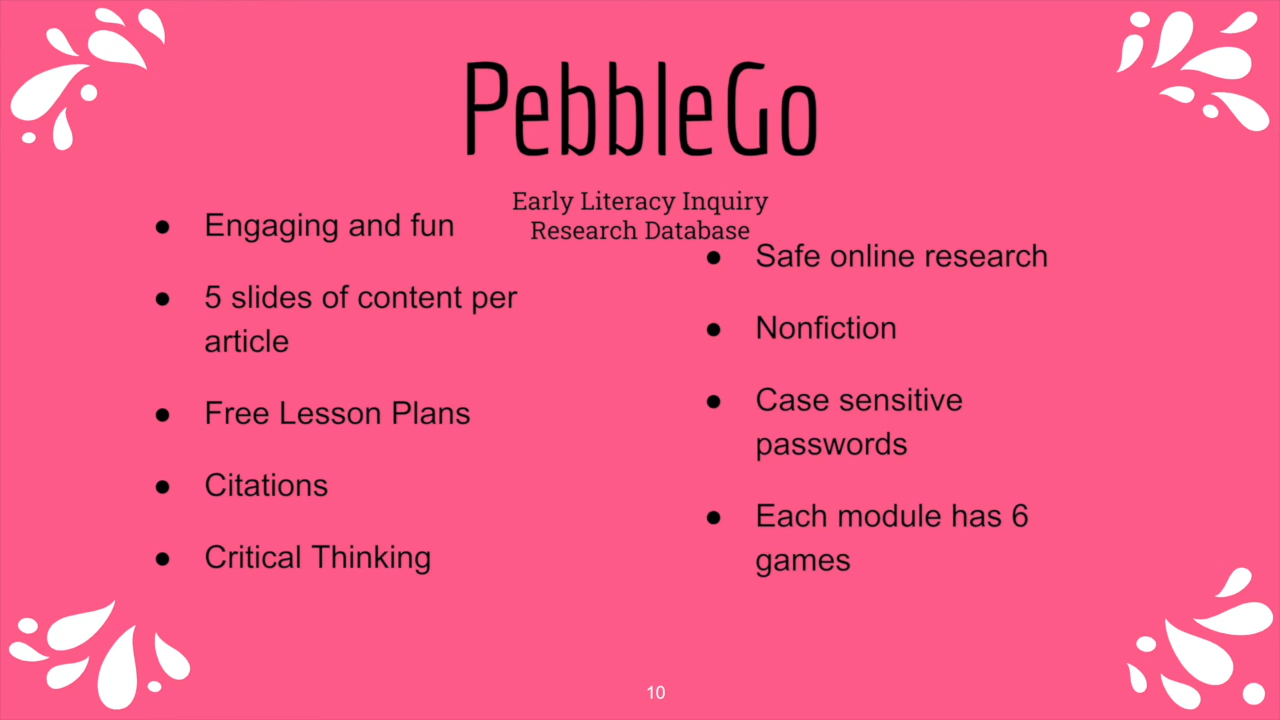 PebbleGo
Early Literacy Inquiry
Research Database
● Engaging and fun
● 5 slides of content per
article
● Free Lesson Plans
● Citations
● Critical Thinking
● Safe online research
● Nonfiction
● Case sensitive
passwords
● Each module has 6
games
10